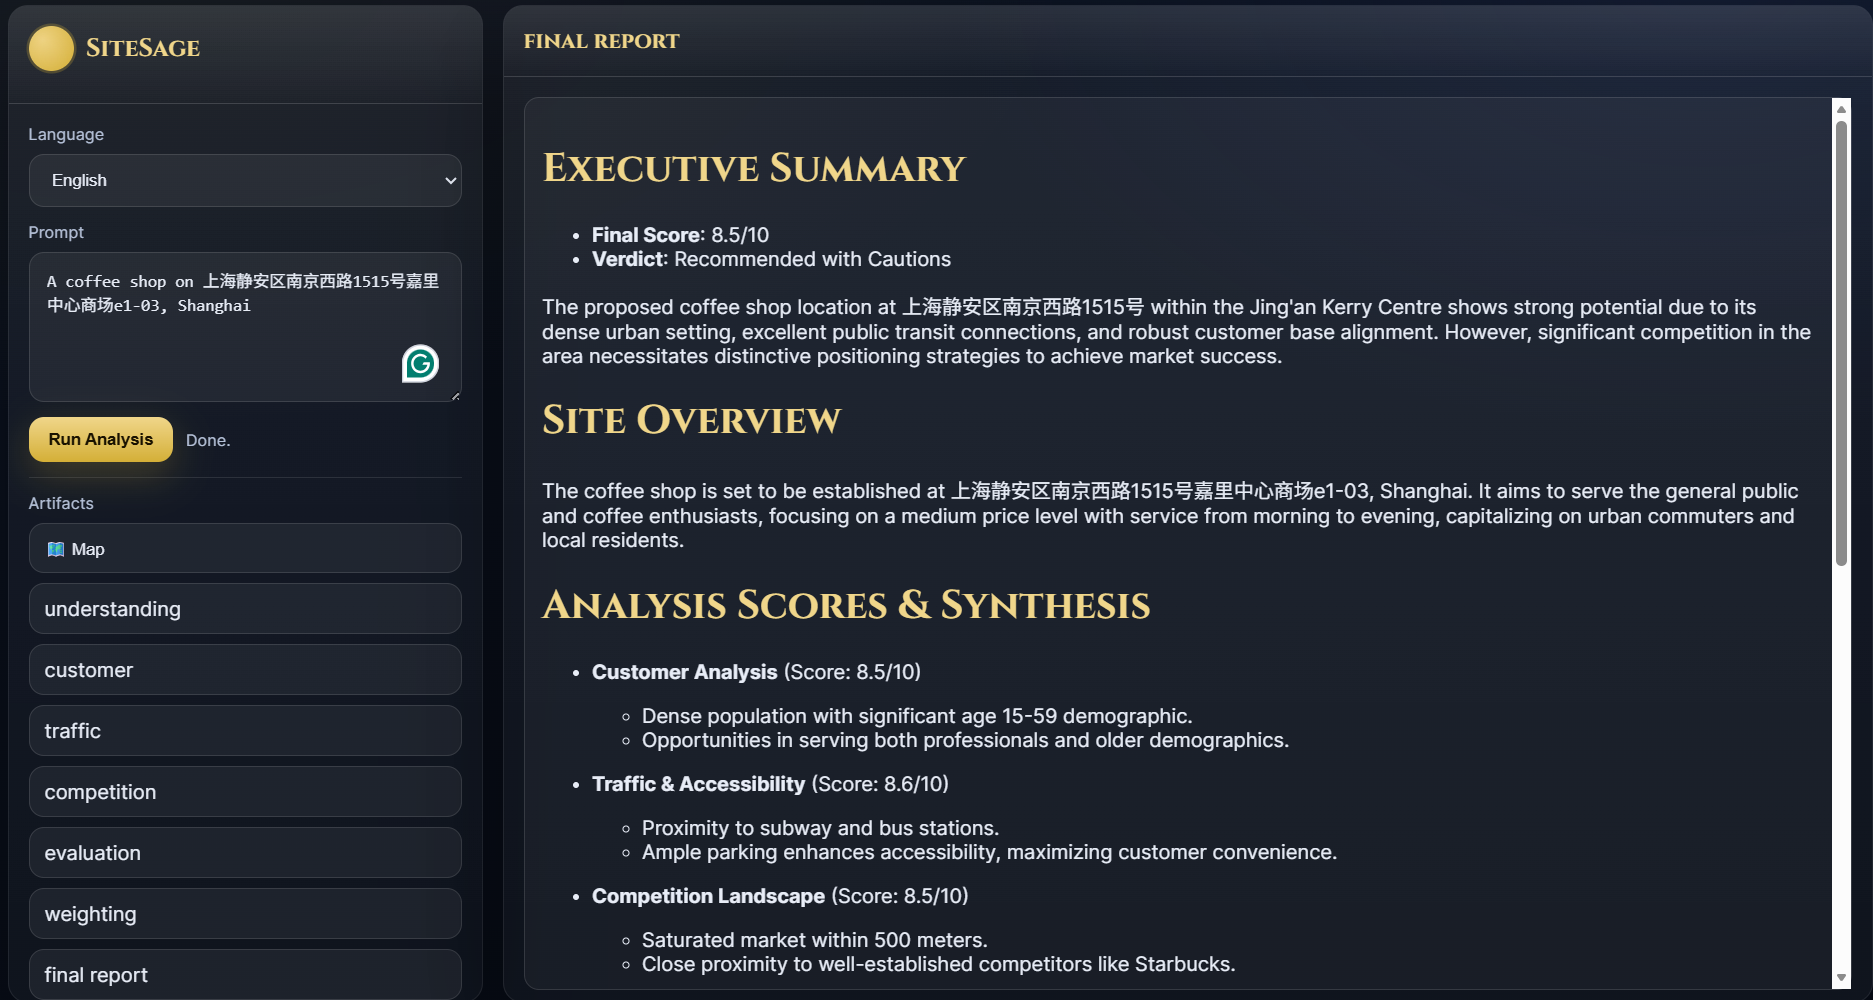 SiteSage
Language
English
Prompt
A coffee shop on 上海静安区南京西路1515号嘉里
中心商场e1-03, Shanghai
Run Analysis
Done.
Artifacts
Map
understanding
customer
traffic
competition
evaluation
weighting
final report
FINAL REPORT
Executive Summary
• Final Score: 8.5/10
• Verdict: Recommended with Cautions
The proposed coffee shop location at 上海静安区南京西路1515号 within the Jing'an Kerry Centre shows strong potential due to its
dense urban setting, excellent public transit connections, and robust customer base alignment. However, significant competition in the
area necessitates distinctive positioning strategies to achieve market success.
Site Overview
The coffee shop is set to be established at 上海静安区南京西路1515号嘉里中心商场e1-03, Shanghai. It aims to serve the general public
and coffee enthusiasts, focusing on a medium price level with service from morning to evening, capitalizing on urban commuters and
local residents.
Analysis Scores & Synthesis
• Customer Analysis (Score: 8.5/10)
◦ Dense population with significant age 15-59 demographic.
◦ Opportunities in serving both professionals and older demographics.
• Traffic & Accessibility (Score: 8.6/10)
◦ Proximity to subway and bus stations.
◦ Ample parking enhances accessibility, maximizing customer convenience.
• Competition Landscape (Score: 8.5/10)
◦ Saturated market within 500 meters.
◦ Close proximity to well-established competitors like Starbucks.